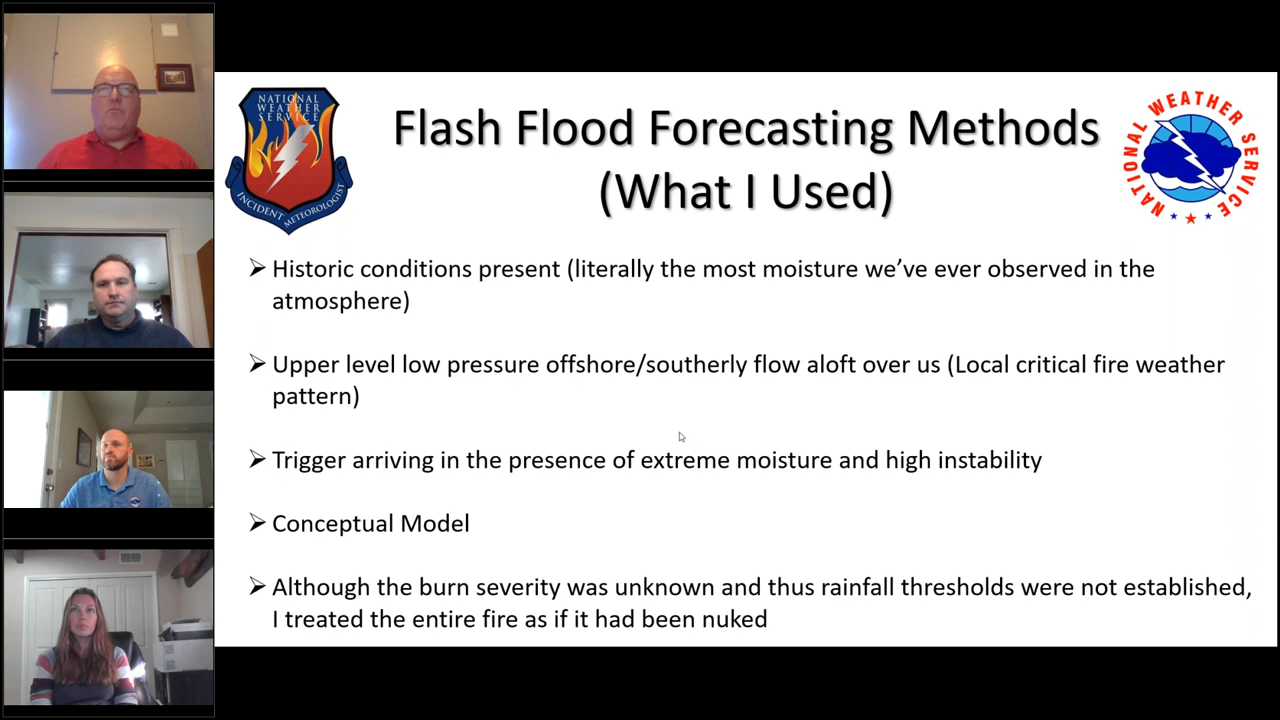 NATIONAL
WEATHER
SERVICE
INCIDENT METEOROLOGIST
Flash Flood Forecasting Methods
(What I Used)
NATIONAL WEATHER SERVICE
➢ Historic conditions present (literally the most moisture we’ve ever observed in the
atmosphere)
➢ Upper level low pressure offshore/southerly flow aloft over us (Local critical fire weather
pattern)
➢ Trigger arriving in the presence of extreme moisture and high instability
➢ Conceptual Model
➢ Although the burn severity was unknown and thus rainfall thresholds were not established,
I treated the entire fire as if it had been nuked